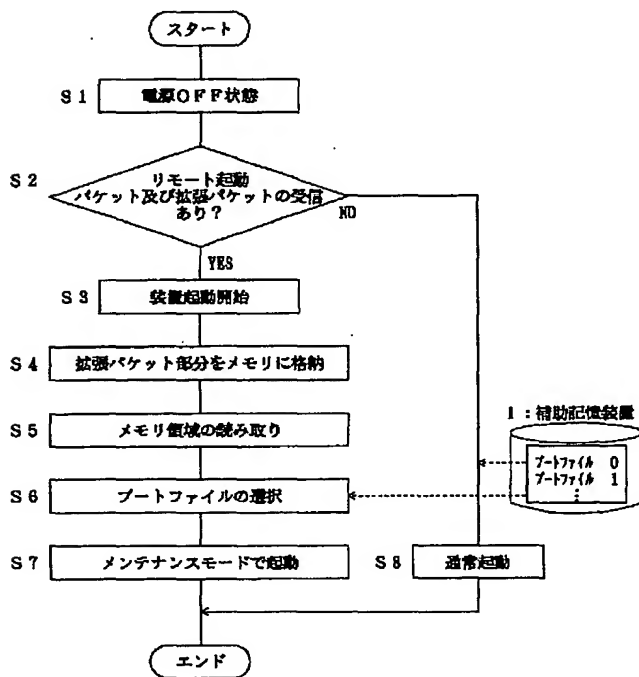 スタート
S1
電源OFF状態
S2
リモート起動
パケット及び拡張パケットの受信
あり?
NO
YES
S3
装置起動開始
S4
拡張パケット部分をメモリに格納
1:補助記憶装置
S5
メモリ領域の読み取り
ブートファイル 0
ブートファイル 1
⋮
S6
ブートファイルの選択
S7
メンテナンスモードで起動
S8
通常起動
エンド